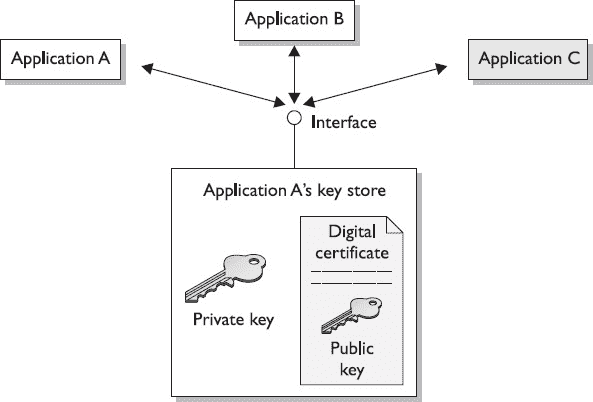 Application B
Application A
Application C
Interface
Application A's key store
Digital
certificate
Private key
Public
key